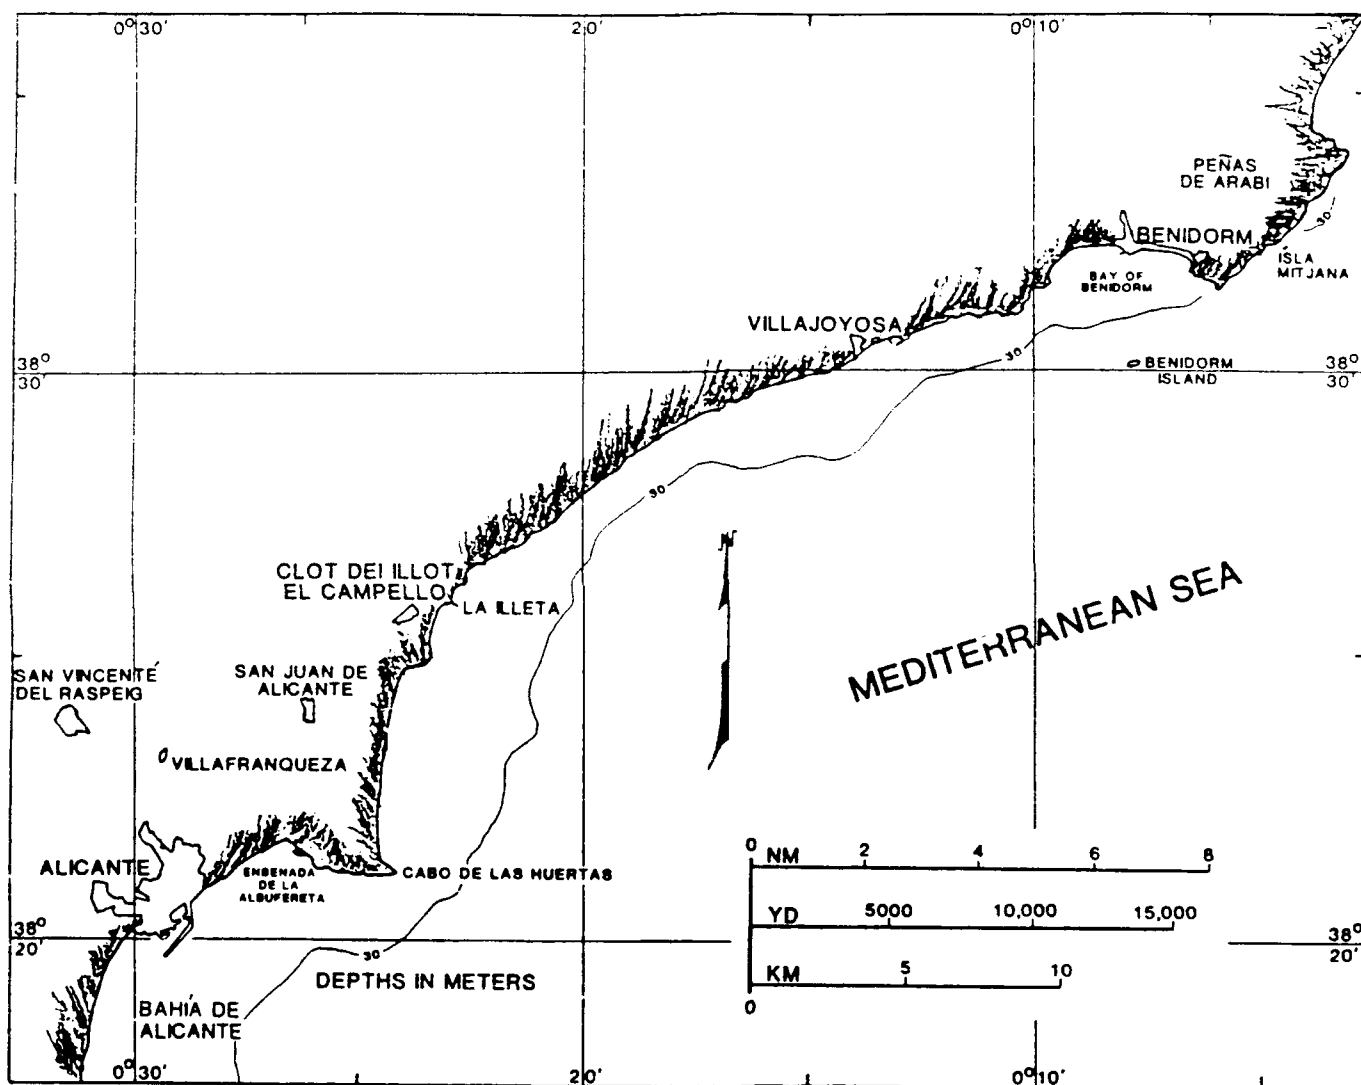 0°30'
20'
0°10'
PEÑAS
DE ARABI
30
BENIDORM
ÍSLA
MITJANA
BAY OF
BENIDORM
VILLAJOYOSA
38°
30'
30
BENIDORM
ISLAND
38°
30'
30
N
CLOT DEI ILLOT
EL CAMPELLO
LA ILLETA
MEDITERRANEAN SEA
SAN VINCENTÉ
DEL RASPEIG
SAN JUAN DE
ALICANTE
VILLAFRANQUEZA
0 NM 2 4 6 8
ALICANTE
ENSENADA
DE LA
ALBUFERETA
CABO DE LAS HUERTAS
YD 5000 10,000 15,000
38°
20'
38°
20'
30
KM 5 10
0
DEPTHS IN METERS
BAHÍA DE
ALICANTE
0°30'
20'
0°10'